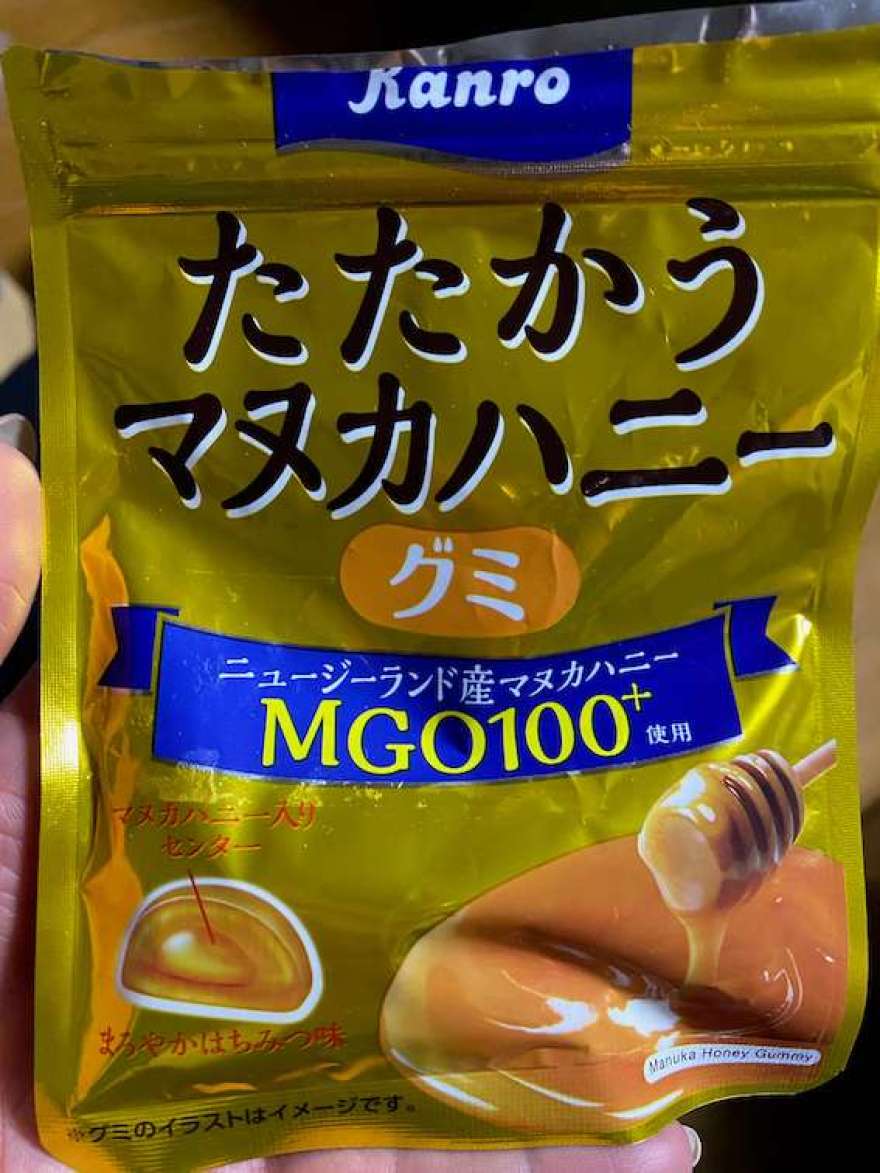 Kanro
たたかう
マヌカハニー
グミ
ニュージーランド産マヌカハニー
MGO100+ 使用
マヌカハニー入り
センター
まろやかはちみつ味
Manuka Honey Gummy
※グミのイラストはイメージです。